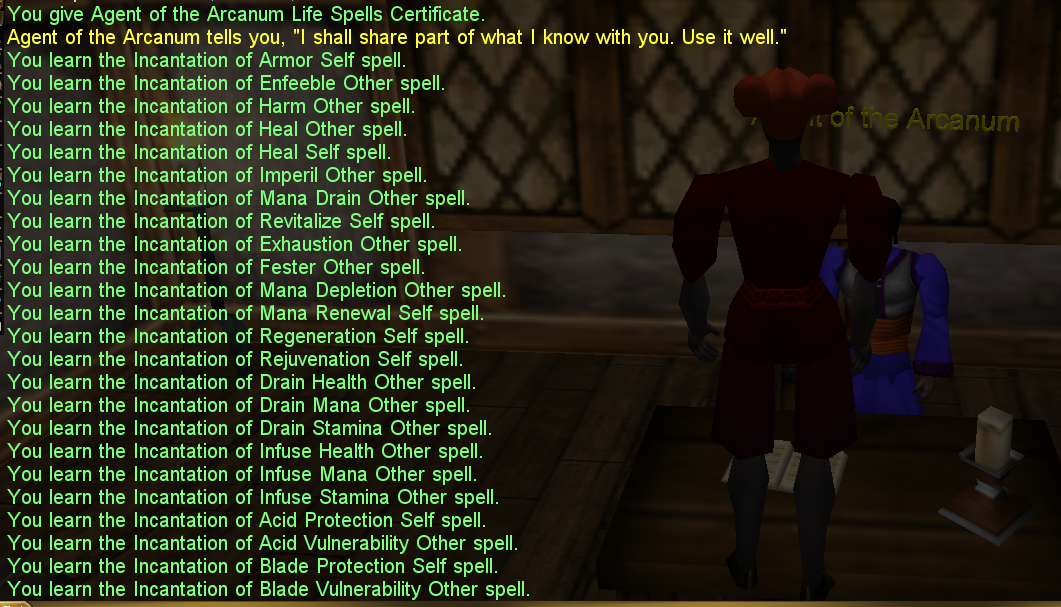 You give Agent of the Arcanum Life Spells Certificate.
Agent of the Arcanum tells you, "I shall share part of what I know with you. Use it well."
You learn the Incantation of Armor Self spell.
You learn the Incantation of Enfeeble Other spell.
You learn the Incantation of Harm Other spell.
You learn the Incantation of Heal Other spell.
You learn the Incantation of Heal Self spell.
You learn the Incantation of Imperil Other spell.
You learn the Incantation of Mana Drain Other spell.
You learn the Incantation of Revitalize Self spell.
You learn the Incantation of Exhaustion Other spell.
You learn the Incantation of Fester Other spell.
You learn the Incantation of Mana Depletion Other spell.
You learn the Incantation of Mana Renewal Self spell.
You learn the Incantation of Regeneration Self spell.
You learn the Incantation of Rejuvenation Self spell.
You learn the Incantation of Drain Health Other spell.
You learn the Incantation of Drain Mana Other spell.
You learn the Incantation of Drain Stamina Other spell.
You learn the Incantation of Infuse Health Other spell.
You learn the Incantation of Infuse Mana Other spell.
You learn the Incantation of Infuse Stamina Other spell.
You learn the Incantation of Acid Protection Self spell.
You learn the Incantation of Acid Vulnerability Other spell.
You learn the Incantation of Blade Protection Self spell.
You learn the Incantation of Blade Vulnerability Other spell.
of the Arcanum